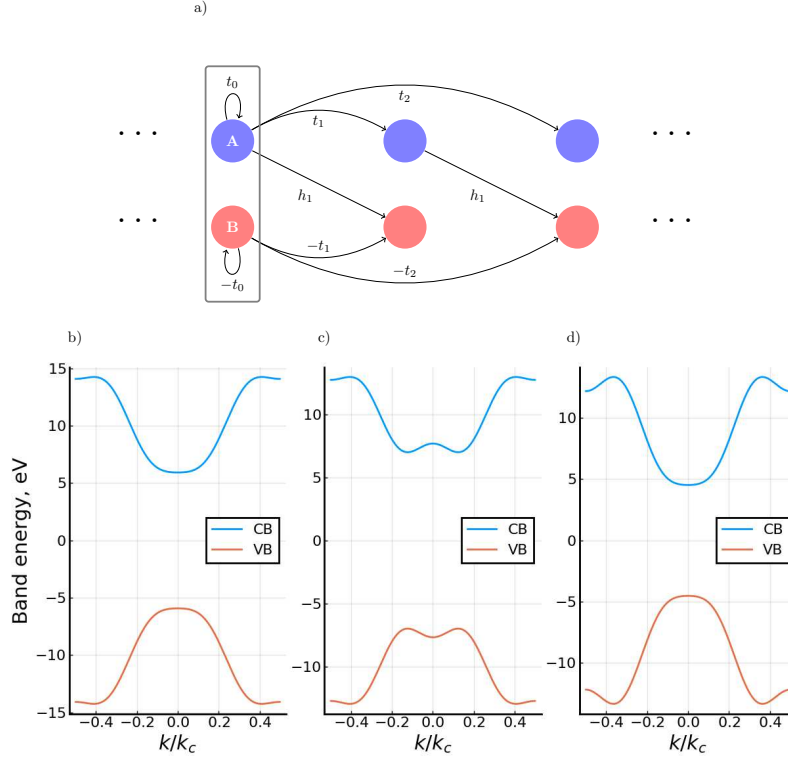 a)
t₀
t₂
t₁
. . .
A
. . .
h₁
h₁
. . .
B
. . .
−t₁
−t₀
−t₂
b)
c)
d)
15
10
5
0
−5
−10
−15
Band energy, eV
CB
VB
−0.4 −0.2 0.0 0.2 0.4
k/k_c
10
5
0
−5
−10
CB
VB
−0.4 −0.2 0.0 0.2 0.4
k/k_c
10
5
0
−5
−10
CB
VB
−0.4 −0.2 0.0 0.2 0.4
k/k_c